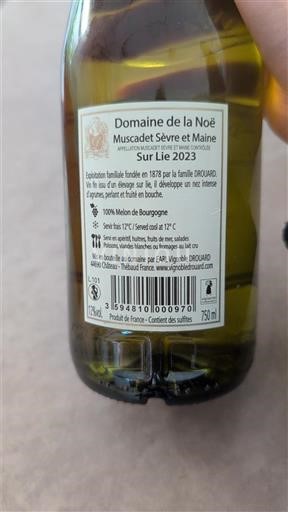 Domaine de la Noë
Muscadet Sèvre et Maine
APPELLATION MUSCADET SÈVRE ET MAINE CONTRÔLÉE
Sur Lie 2023
Exploitation familiale fondée en 1878 par la famille DROUARD.
Vin fin issu d'un élevage sur lie, il développe un nez intense
d'agrumes, perlant et fruité en bouche.
100% Melon de Bourgogne
Servir frais 12°C / Served cool at 12° C
Servi en apéritif, huîtres, fruits de mer, salades
Poissons, viandes blanches ou fromages au lait cru
Mis en bouteille au domaine par EARL Vignoble DROUARD
44690 Château - Thébaud France. www.vignobledrouard.com
L 101
12%vol.
3 594810 000970
750 ml
Produit de France - Contient des sulfites